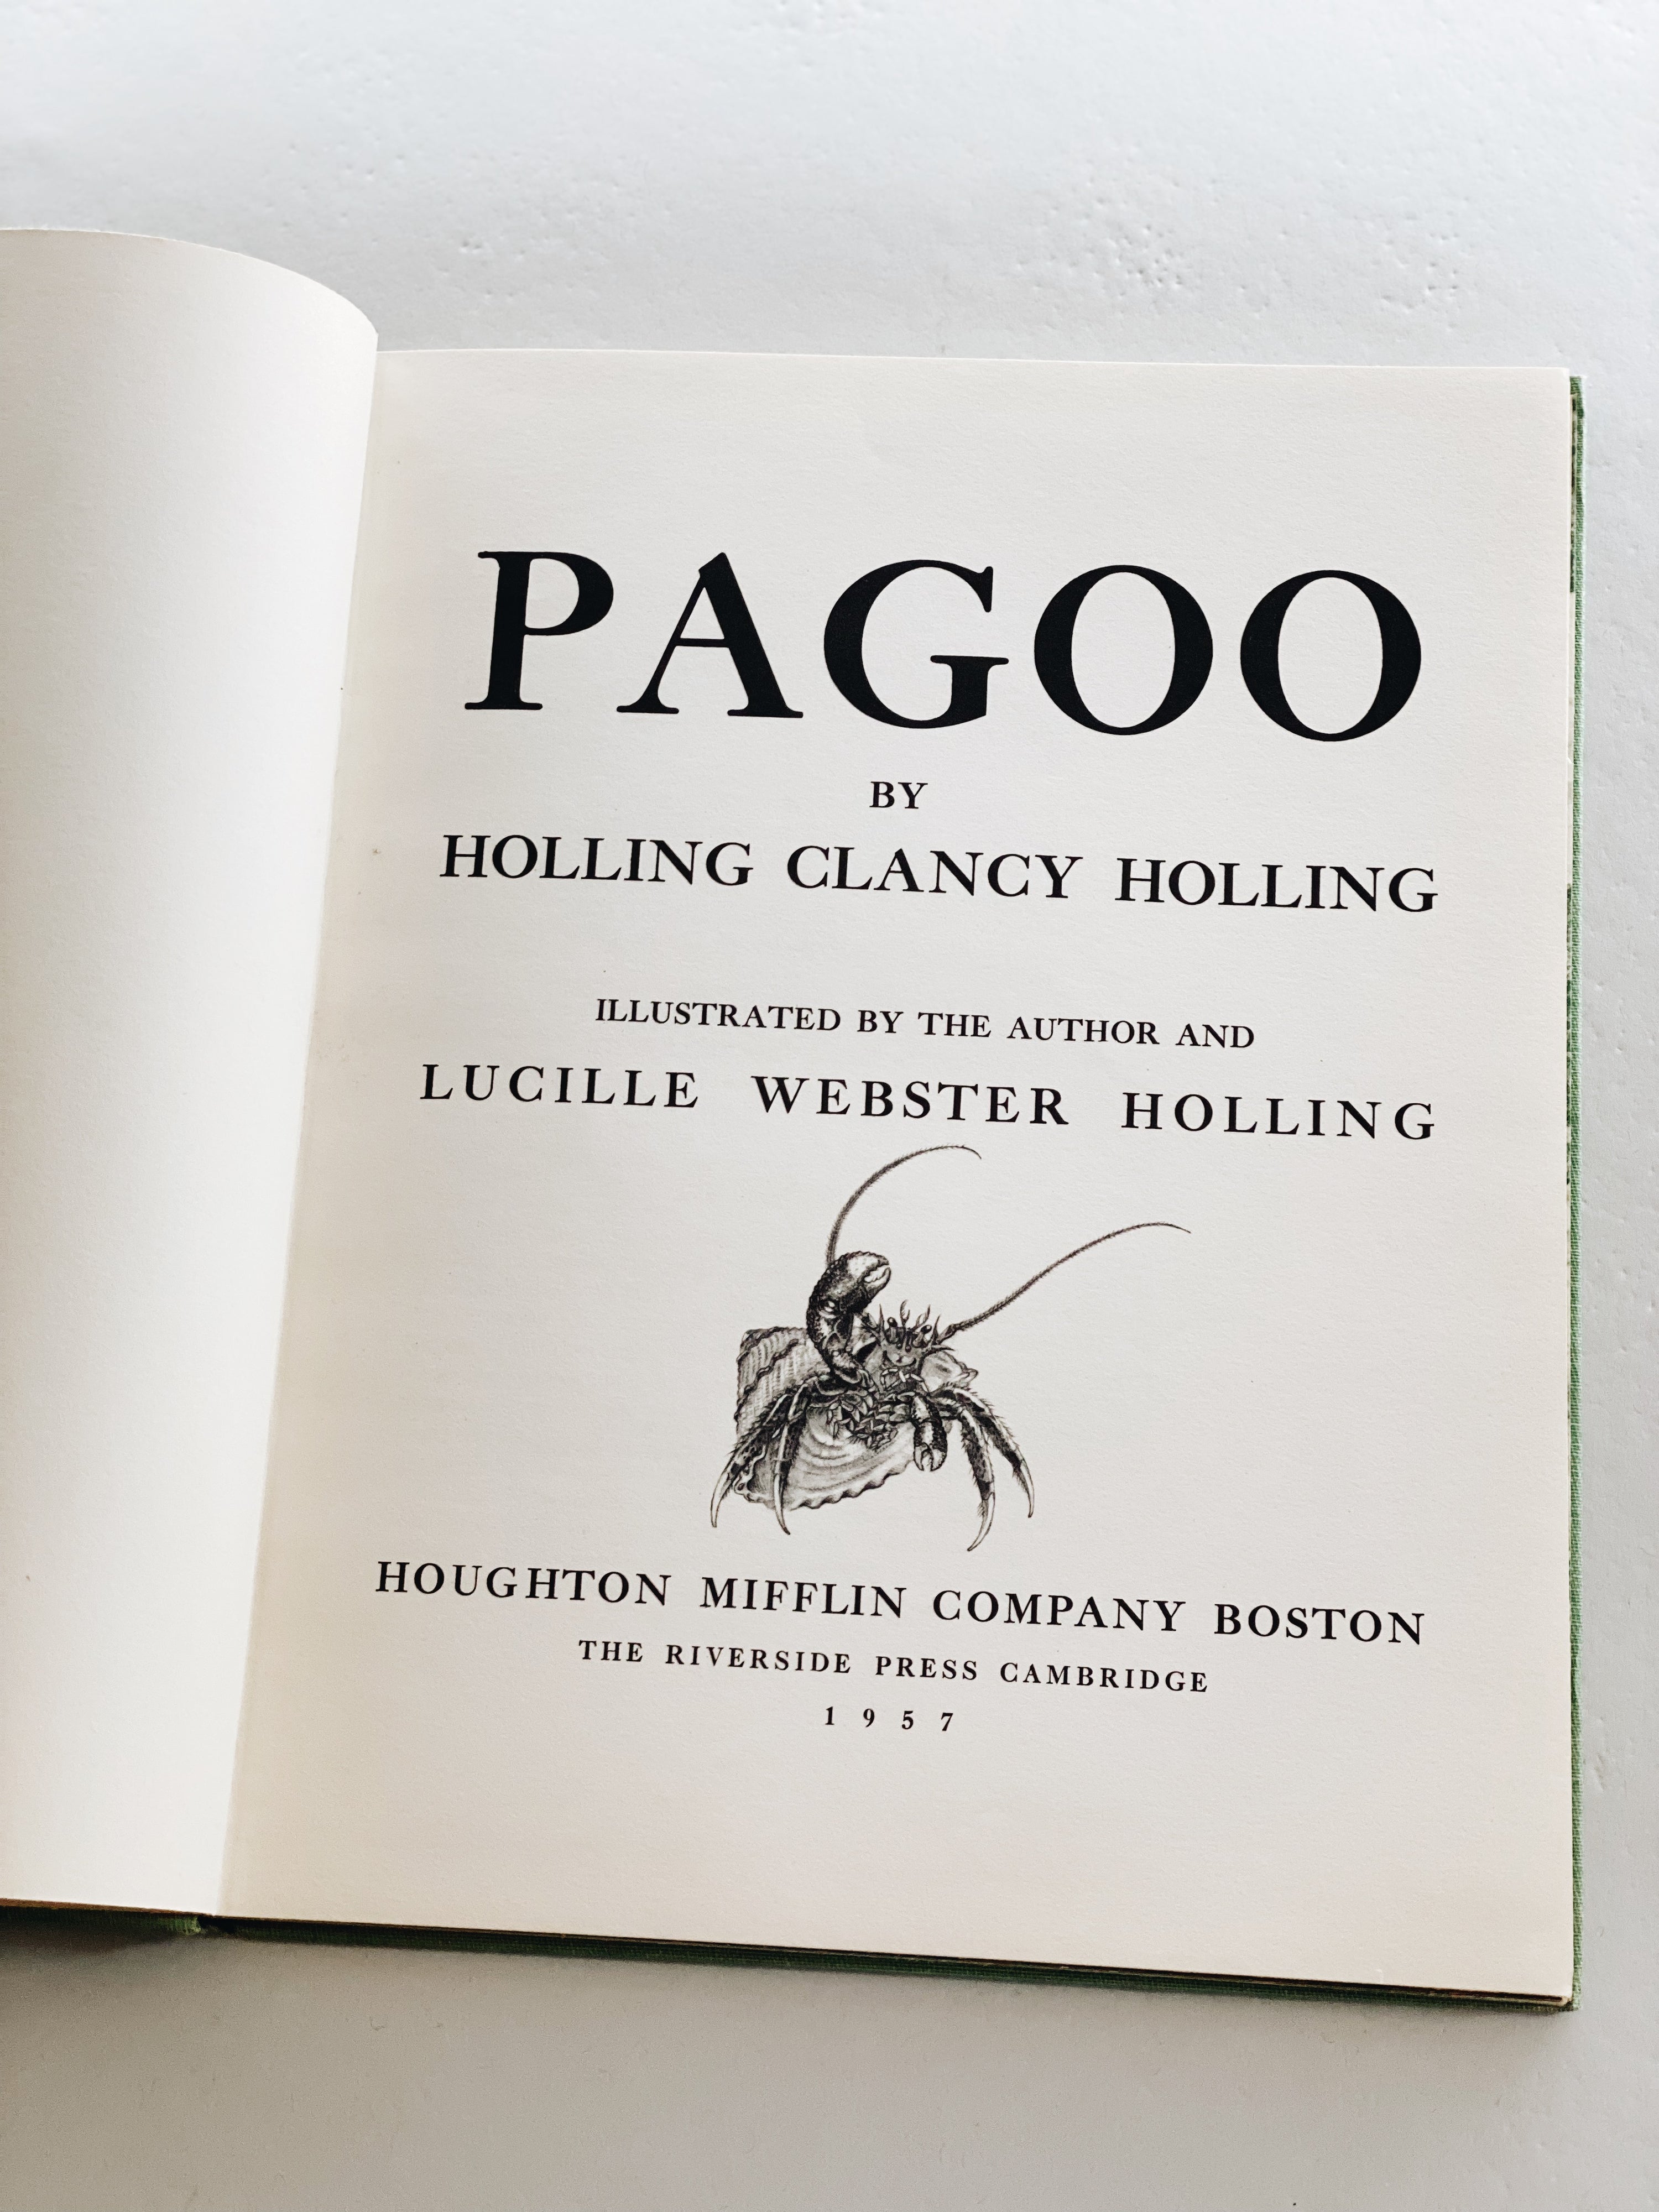 PAGOO
BY
HOLLING CLANCY HOLLING
ILLUSTRATED BY THE AUTHOR AND
LUCILLE WEBSTER HOLLING
HOUGHTON MIFFLIN COMPANY BOSTON
THE RIVERSIDE PRESS CAMBRIDGE
1957